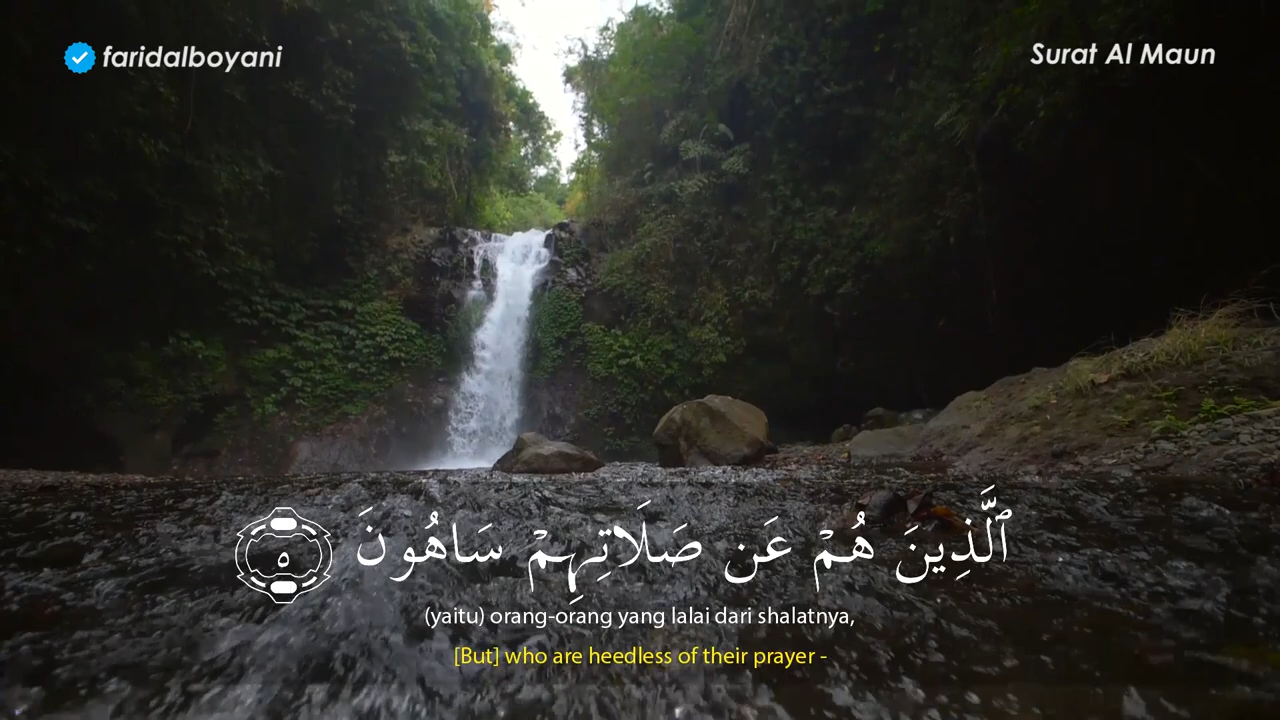 faridalboyani
Surat Al Maun
ٱلَّذِينَ هُمْ عَن صَلَاتِهِمْ سَاهُونَ ٥
(yaitu) orang-orang yang lalai dari shalatnya,
[But] who are heedless of their prayer -